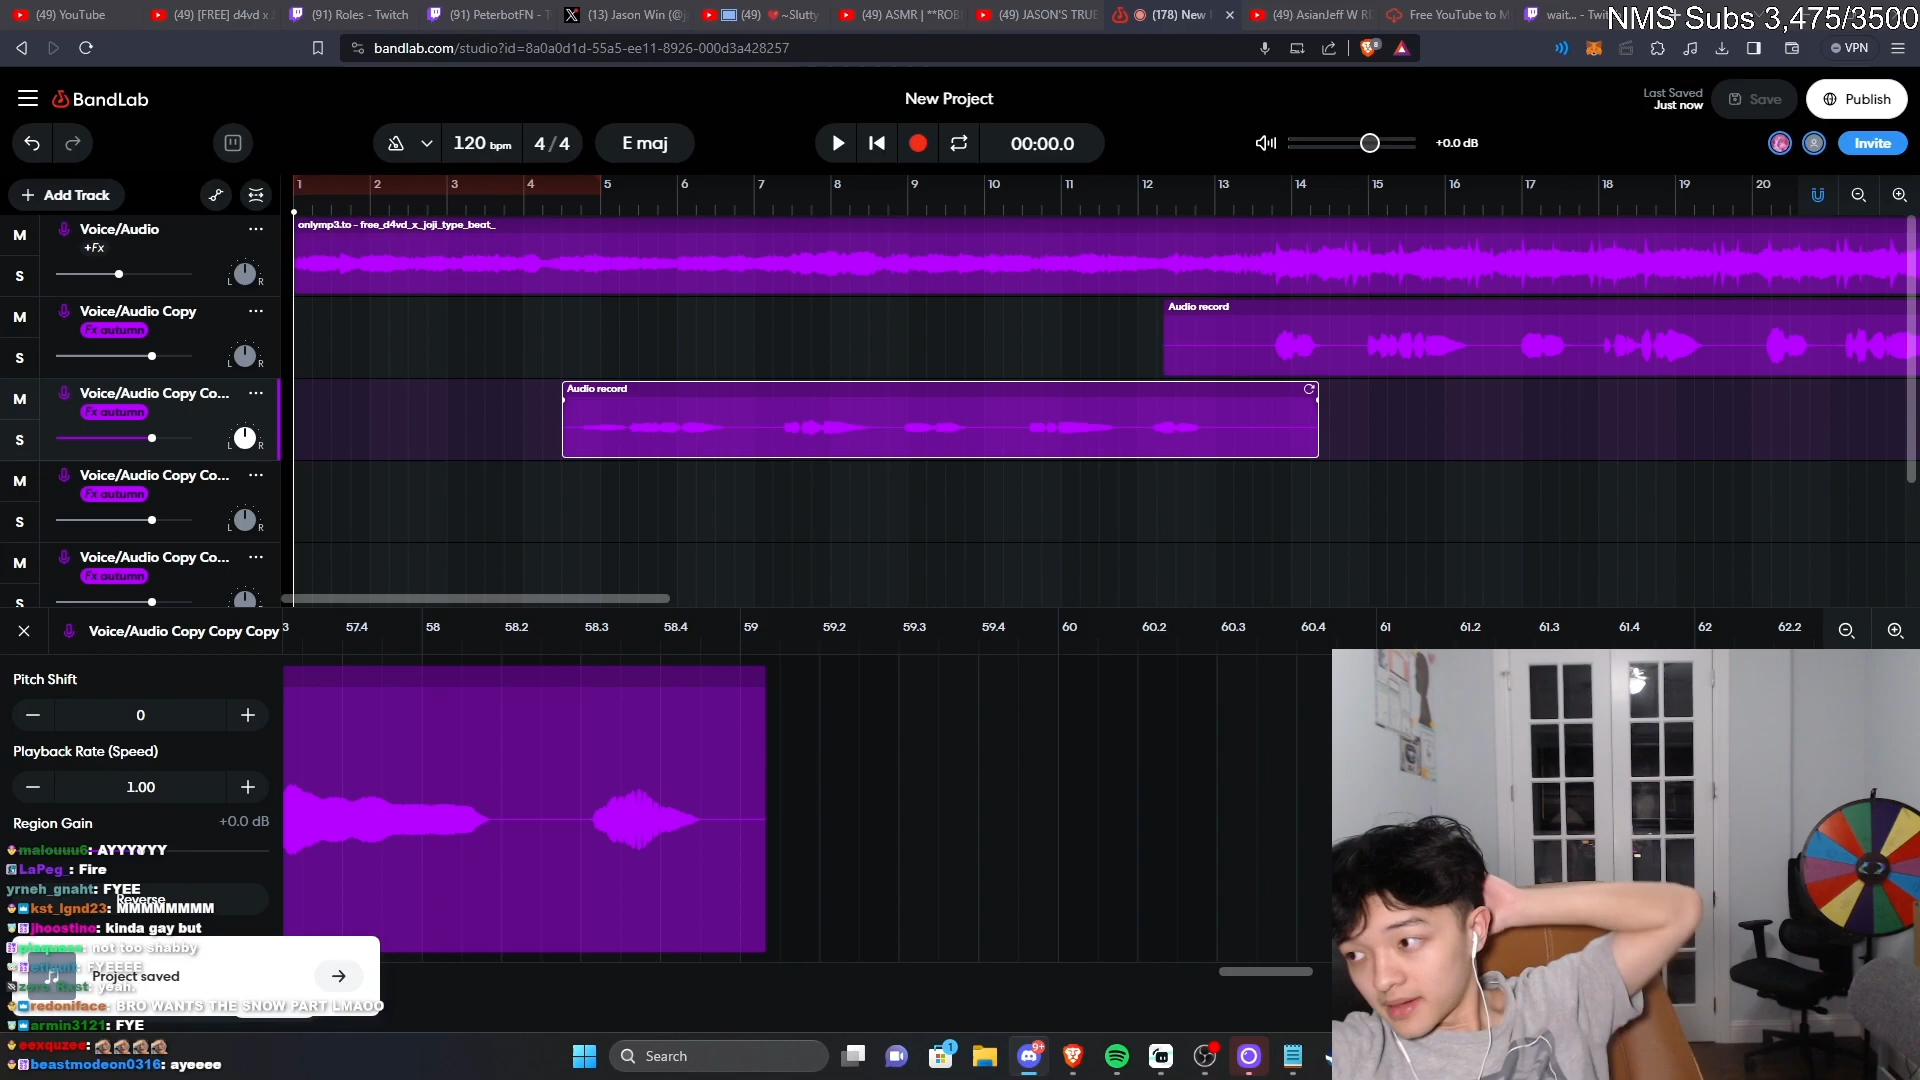 (49) YouTube
(49) [FREE] d4vd x
(91) Roles - Twitch
(91) PeterbotFN - T
(13) Jason Win (@j
(49) ❤️~Slutty
(49) ASMR | **ROB
(49) JASON'S TRUE
(178) New
(49) AsianJeff W RI
Free YouTube to M
wait... - Twi
NMS Subs 3,475/3500
bandlab.com/studio?id=8a0a0d1d-55a5-ee11-8926-000d3a428257
VPN
BandLab
New Project
Last Saved
Just now
Save
Publish
120 bpm
4/4
E maj
00:00.0
+0.0 dB
Invite
Add Track
1 2 3 4 5 6 7 8 9 10 11 12 13 14 15 16 17 18 19 20
M
Voice/Audio
+Fx
S
L R
onlymp3.to - free_d4vd_x_joji_type_beat_
M
Voice/Audio Copy
Fx autumn
S
L R
Audio record
M
Voice/Audio Copy Co...
Fx autumn
S
L R
Audio record
M
Voice/Audio Copy Co...
Fx autumn
S
L R
M
Voice/Audio Copy Co...
Fx autumn
S
Voice/Audio Copy Copy Copy
3 57.4 58 58.2 58.3 58.4 59 59.2 59.3 59.4 60 60.2 60.3 60.4 61 61.2 61.3 61.4 62 62.2
Pitch Shift
0
Playback Rate (Speed)
1.00
Region Gain
+0.0 dB
malouuu6: AYYYYYY
LaPeg_: Fire
yrneh_gnaht: FYEE
Reverse
kst_lgnd23: MMMMMMMM
jhoostino: kinda gay but
not too shabby
FYEEEE
Project saved
yeah.
redoniface: BRO WANTS THE SNOW PART LMAOO
armin3121: FYE
eexquzee:
beastmodeon0316: ayeeee
Search
1
9+